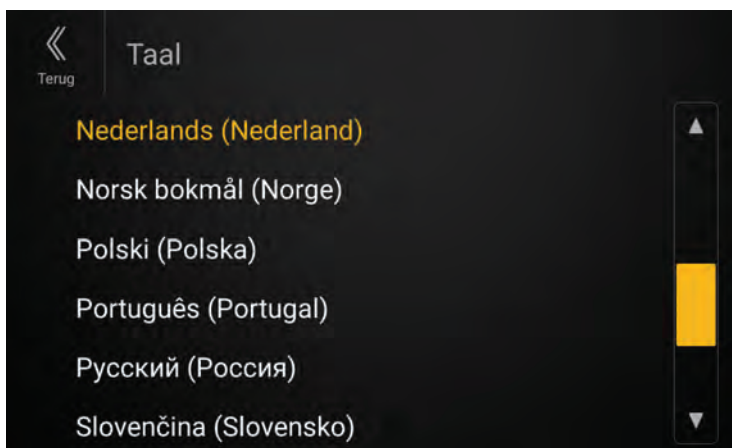 Terug
Taal
Nederlands (Nederland)
Norsk bokmål (Norge)
Polski (Polska)
Português (Portugal)
Русский (Россия)
Slovenčina (Slovensko)